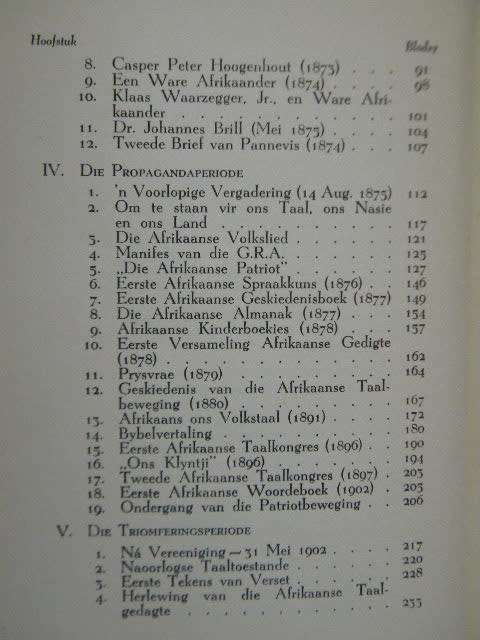 Hoofstuk Bladsy
8. Casper Peter Hoogenhout (1873) . . . 91
9. Een Ware Afrikaander (1874) . . . 98
10. Klaas Waarzegger, Jr., en Ware Afri-
kaander . . . . . . . . . 101
11. Dr. Johannes Brill (Mei 1875) . . . . 104
12. Tweede Brief van Pannevis (1874) . . . 107
IV. Die Propagandaperiode
1. 'n Voorlopige Vergadering (14 Aug. 1875) 112
2. Om te staan vir ons Taal, ons Nasie
en ons Land . . . . . . . 117
3. Die Afrikaanse Volkslied . . . . . 121
4. Manifes van die G.R.A. . . . . . 125
5. „Die Afrikaanse Patriot” . . . . . 127
6. Eerste Afrikaanse Spraakkuns (1876) . 146
7. Eerste Afrikaanse Geskiedenisboek (1877) 149
8. Die Afrikaanse Almanak (1877) . . . 154
9. Afrikaanse Kinderboekies (1878) . . . 157
10. Eerste Versameling Afrikaanse Gedigte
(1878) . . . . . . . . . 162
11. Prysvrae (1879) . . . . . . . 164
12. Geskiedenis van die Afrikaanse Taal-
beweging (1880) . . . . . . 167
13. Afrikaans ons Volkstaal (1891) . . . 172
14. Bybelvertaling . . . . . . . 180
15. Eerste Afrikaanse Taalkongres (1896) . 190
16. „Ons Klyntji” (1896) . . . . . . 194
17. Tweede Afrikaanse Taalkongres (1897) . 203
18. Eerste Afrikaanse Woordeboek (1902) . 205
19. Ondergang van die Patriotbeweging . . 206
V. Die Triomferingsperiode
1. Ná Vereeniging — 31 Mei 1902 . . . . 217
2. Naoorlogse Taaltoestande . . . . 220
3. Eerste Tekens van Verset . . . . 228
4. Herlewing van die Afrikaanse Taal-
gedagte . . . . . . . . 233